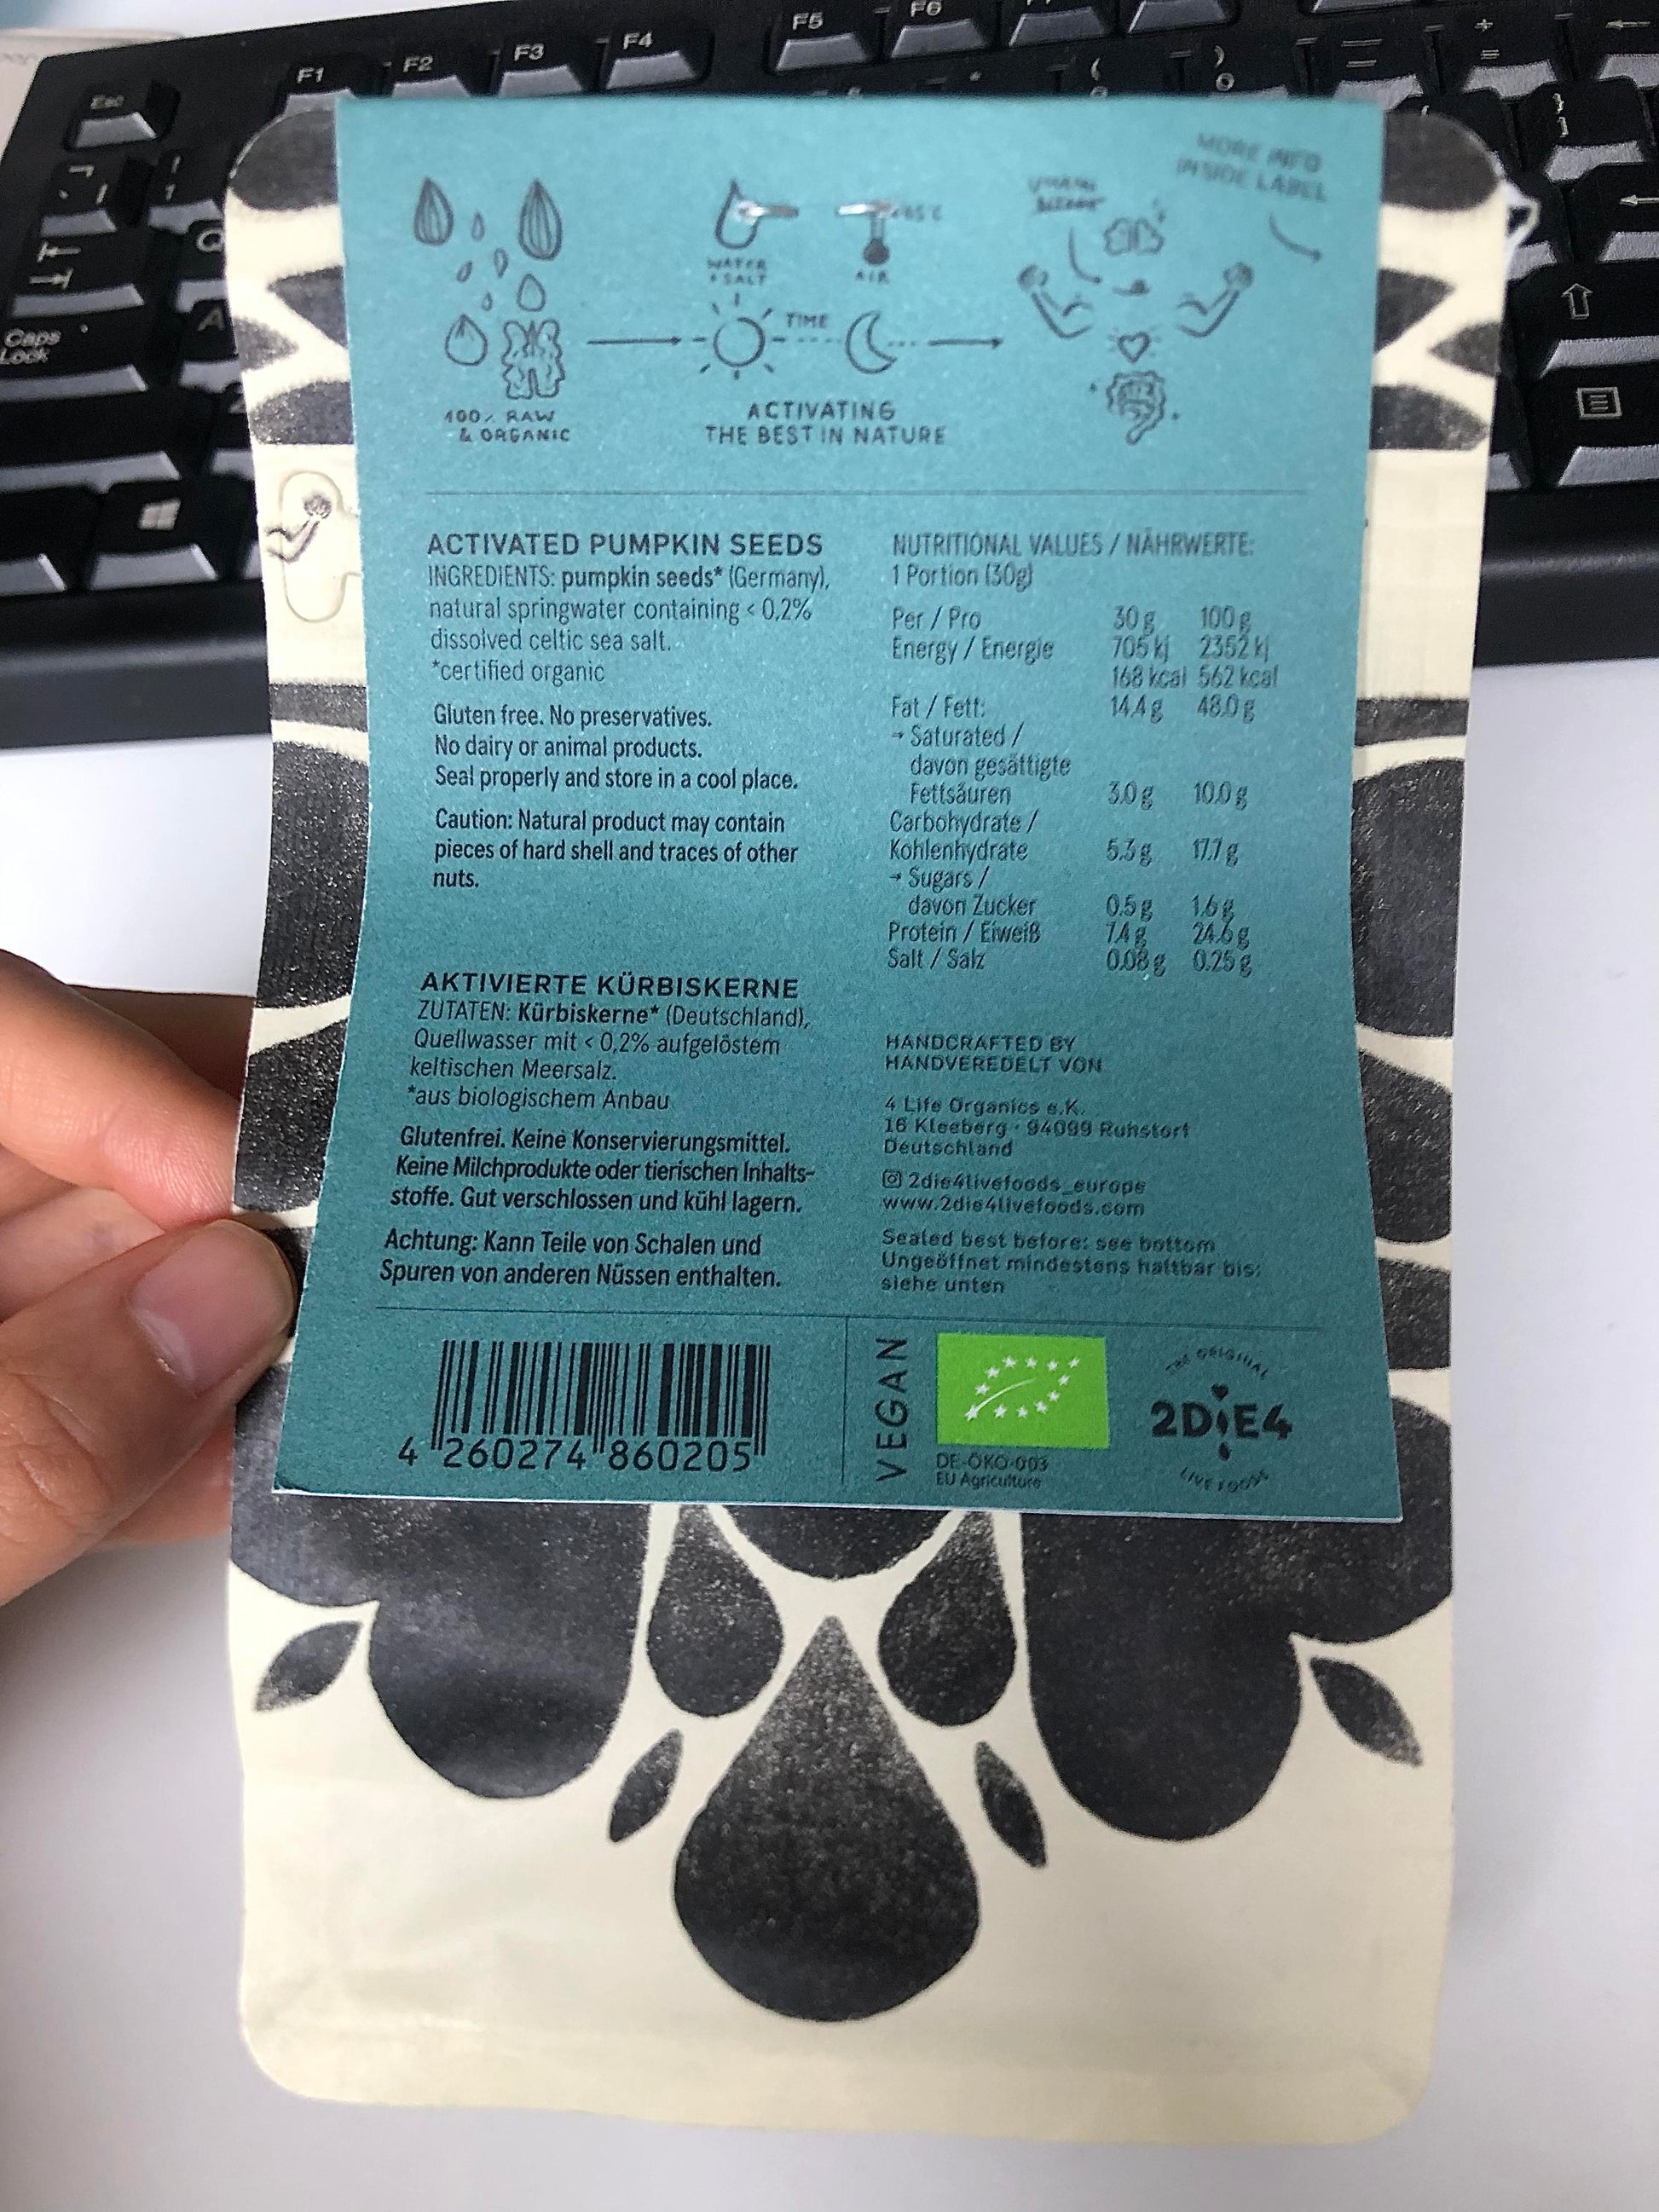 Esc
F1
F2
F3
F4
F5
F6
Q
A
Caps
Lock
MORE INFO
INSIDE LABEL
WATER
+ SALT
AIR
TIME
100% RAW
& ORGANIC
ACTIVATING
THE BEST IN NATURE
ACTIVATED PUMPKIN SEEDS
INGREDIENTS: pumpkin seeds* (Germany),
natural springwater containing < 0,2%
dissolved celtic sea salt.
*certified organic
Gluten free. No preservatives.
No dairy or animal products.
Seal properly and store in a cool place.
Caution: Natural product may contain
pieces of hard shell and traces of other
nuts.
AKTIVIERTE KÜRBISKERNE
ZUTATEN: Kürbiskerne* (Deutschland),
Quellwasser mit < 0,2% aufgelöstem
keltischen Meersalz.
*aus biologischem Anbau
Glutenfrei. Keine Konservierungsmittel.
Keine Milchprodukte oder tierischen Inhalts-
stoffe. Gut verschlossen und kühl lagern.
Achtung: Kann Teile von Schalen und
Spuren von anderen Nüssen enthalten.
NUTRITIONAL VALUES / NÄHRWERTE:
1 Portion (30g)
Per / Pro 30 g 100 g
Energy / Energie 705 kj 2352 kj
168 kcal 562 kcal
Fat / Fett: 14.4 g 48.0 g
→ Saturated /
davon gesättigte
Fettsäuren 3.0 g 10.0 g
Carbohydrate /
Kohlenhydrate 5.3 g 17.7 g
→ Sugars /
davon Zucker 0.5 g 1.6 g
Protein / Eiweiß 7.4 g 24.6 g
Salt / Salz 0.08 g 0.25 g
HANDCRAFTED BY
HANDVEREDELT VON
4 Life Organics e.K.
16 Kleeberg · 94099 Ruhstorf
Deutschland
2die4livefoods_europe
www.2die4livefoods.com
Sealed best before: see bottom
Ungeöffnet mindestens haltbar bis:
siehe unten
4 260274 860205
VEGAN
DE-ÖKO-003
EU Agriculture
THE ORIGINAL
2DiE4
LIVE FOODS